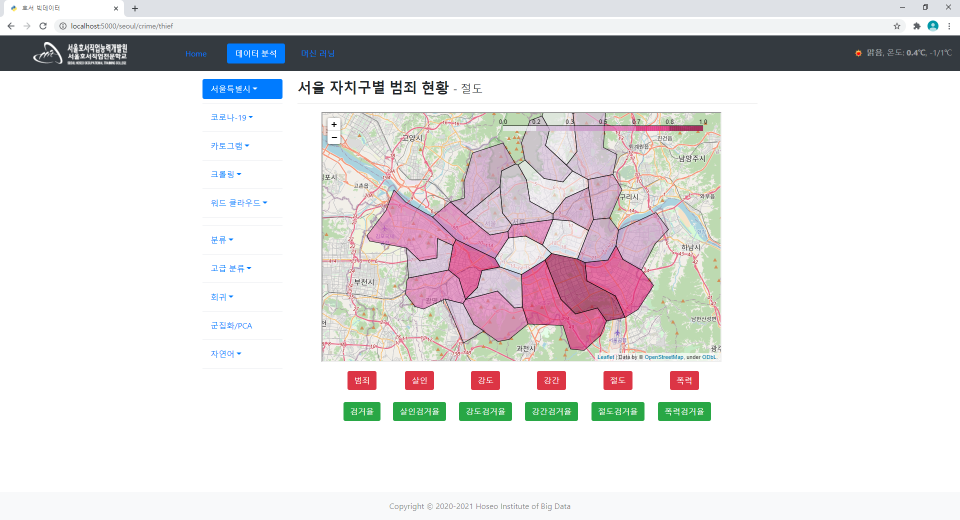 호서 빅데이터
localhost:5000/seoul/crime/thief
서울호서직업능력개발원
서울호서직업전문학교
Home
데이터 분석
머신 러닝
맑음, 온도: 0.4℃, -1/1℃
서울특별시
코로나-19
카토그램
크롤링
워드 클라우드
분류
고급 분류
회귀
군집화/PCA
자연어
서울 자치구별 범죄 현황 - 절도
+
−
0.0 0.2 0.3 0.5 0.7 0.8 1.0
고양시
남양주시
구리시
하남시
부천시
과천시
Leaflet | Data by © OpenStreetMap, under ODbL.
범죄 살인 강도 강간 절도 폭력
검거율 살인검거율 강도검거율 강간검거율 절도검거율 폭력검거율
Copyright © 2020-2021 Hoseo Institute of Big Data